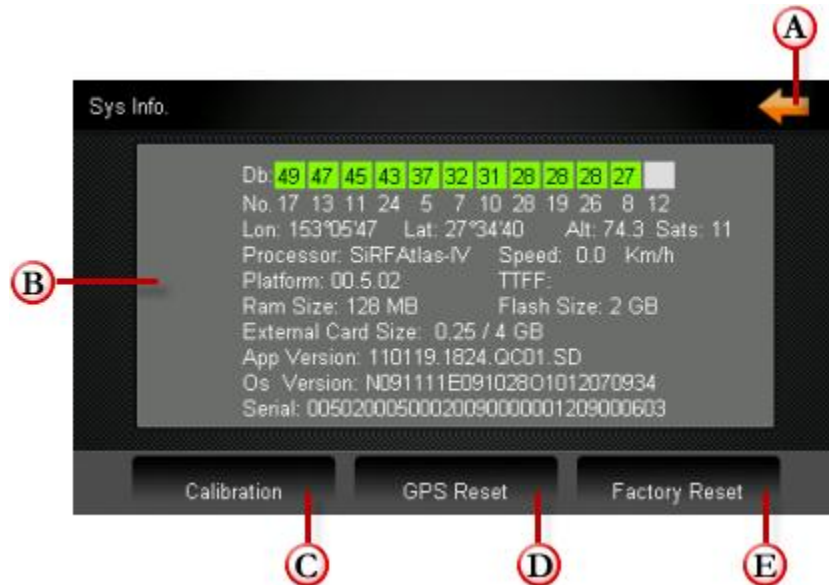 A
Sys Info.
Db: 49 47 45 43 37 32 31 28 28 28 27
No. 17 13 11 24 5 7 10 28 19 26 8 12
Lon: 153°05'47 Lat: 27°34'40 Alt: 74.3 Sats: 11
Processor: SiRFAtlas-IV Speed: 0.0 Km/h
Platform: 00.5.02 TTFF:
Ram Size: 128 MB Flash Size: 2 GB
External Card Size: 0.25 / 4 GB
App Version: 110119.1824.QC01.SD
Os Version: N091111E091028O1012070934
Serial: 00502000500020090000001209000603
B
Calibration GPS Reset Factory Reset
C D E